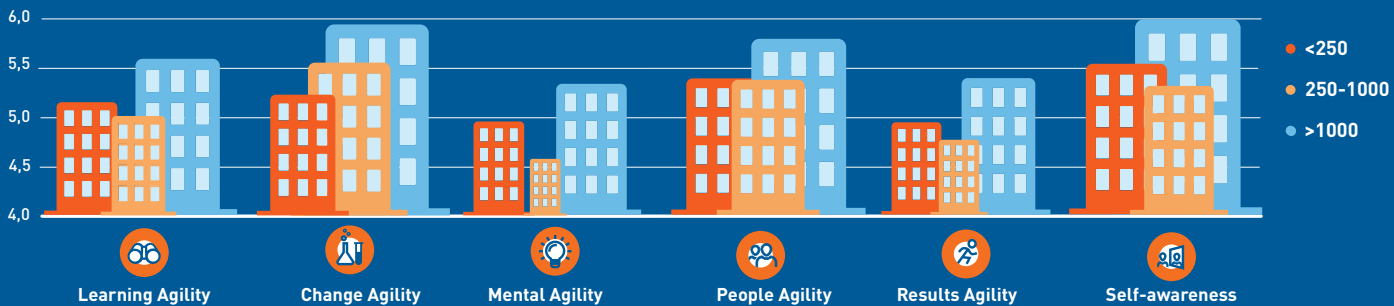 6,0
5,5
5,0
4,5
4,0
<250
250-1000
>1000
Learning Agility
Change Agility
Mental Agility
People Agility
Results Agility
Self-awareness